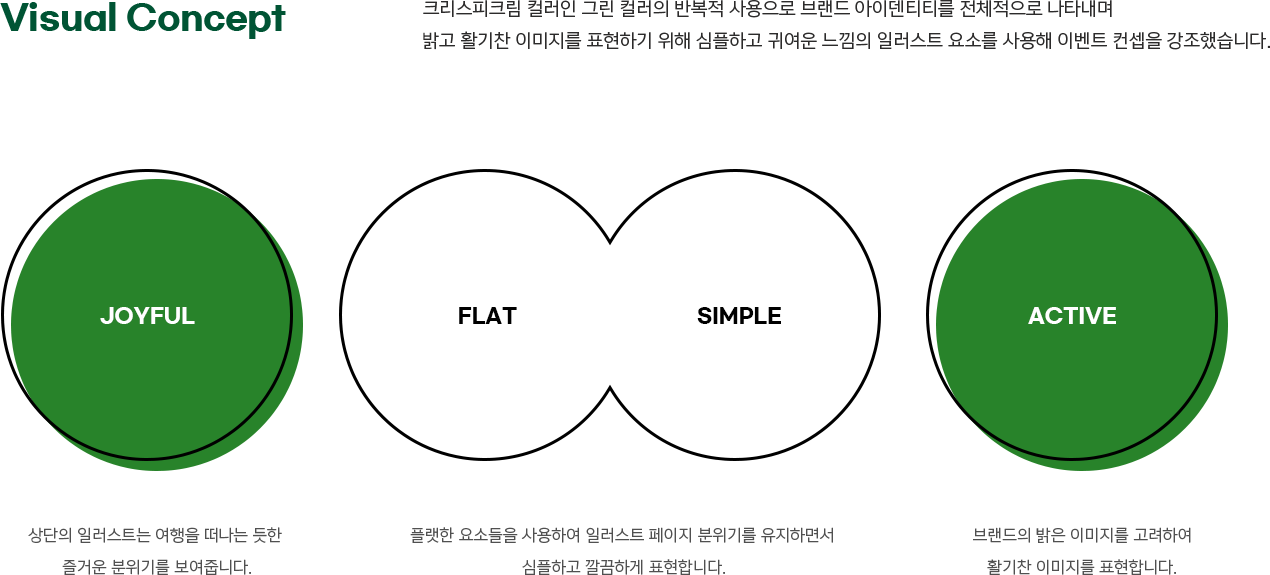 Visual Concept
크리스피크림 컬러인 그린 컬러의 반복적 사용으로 브랜드 아이덴티티를 전체적으로 나타내며
밝고 활기찬 이미지를 표현하기 위해 심플하고 귀여운 느낌의 일러스트 요소를 사용해 이벤트 컨셉을 강조했습니다.
JOYFUL
FLAT
SIMPLE
ACTIVE
상단의 일러스트는 여행을 떠나는 듯한
즐거운 분위기를 보여줍니다.
플랫한 요소들을 사용하여 일러스트 페이지 분위기를 유지하면서
심플하고 깔끔하게 표현합니다.
브랜드의 밝은 이미지를 고려하여
활기찬 이미지를 표현합니다.